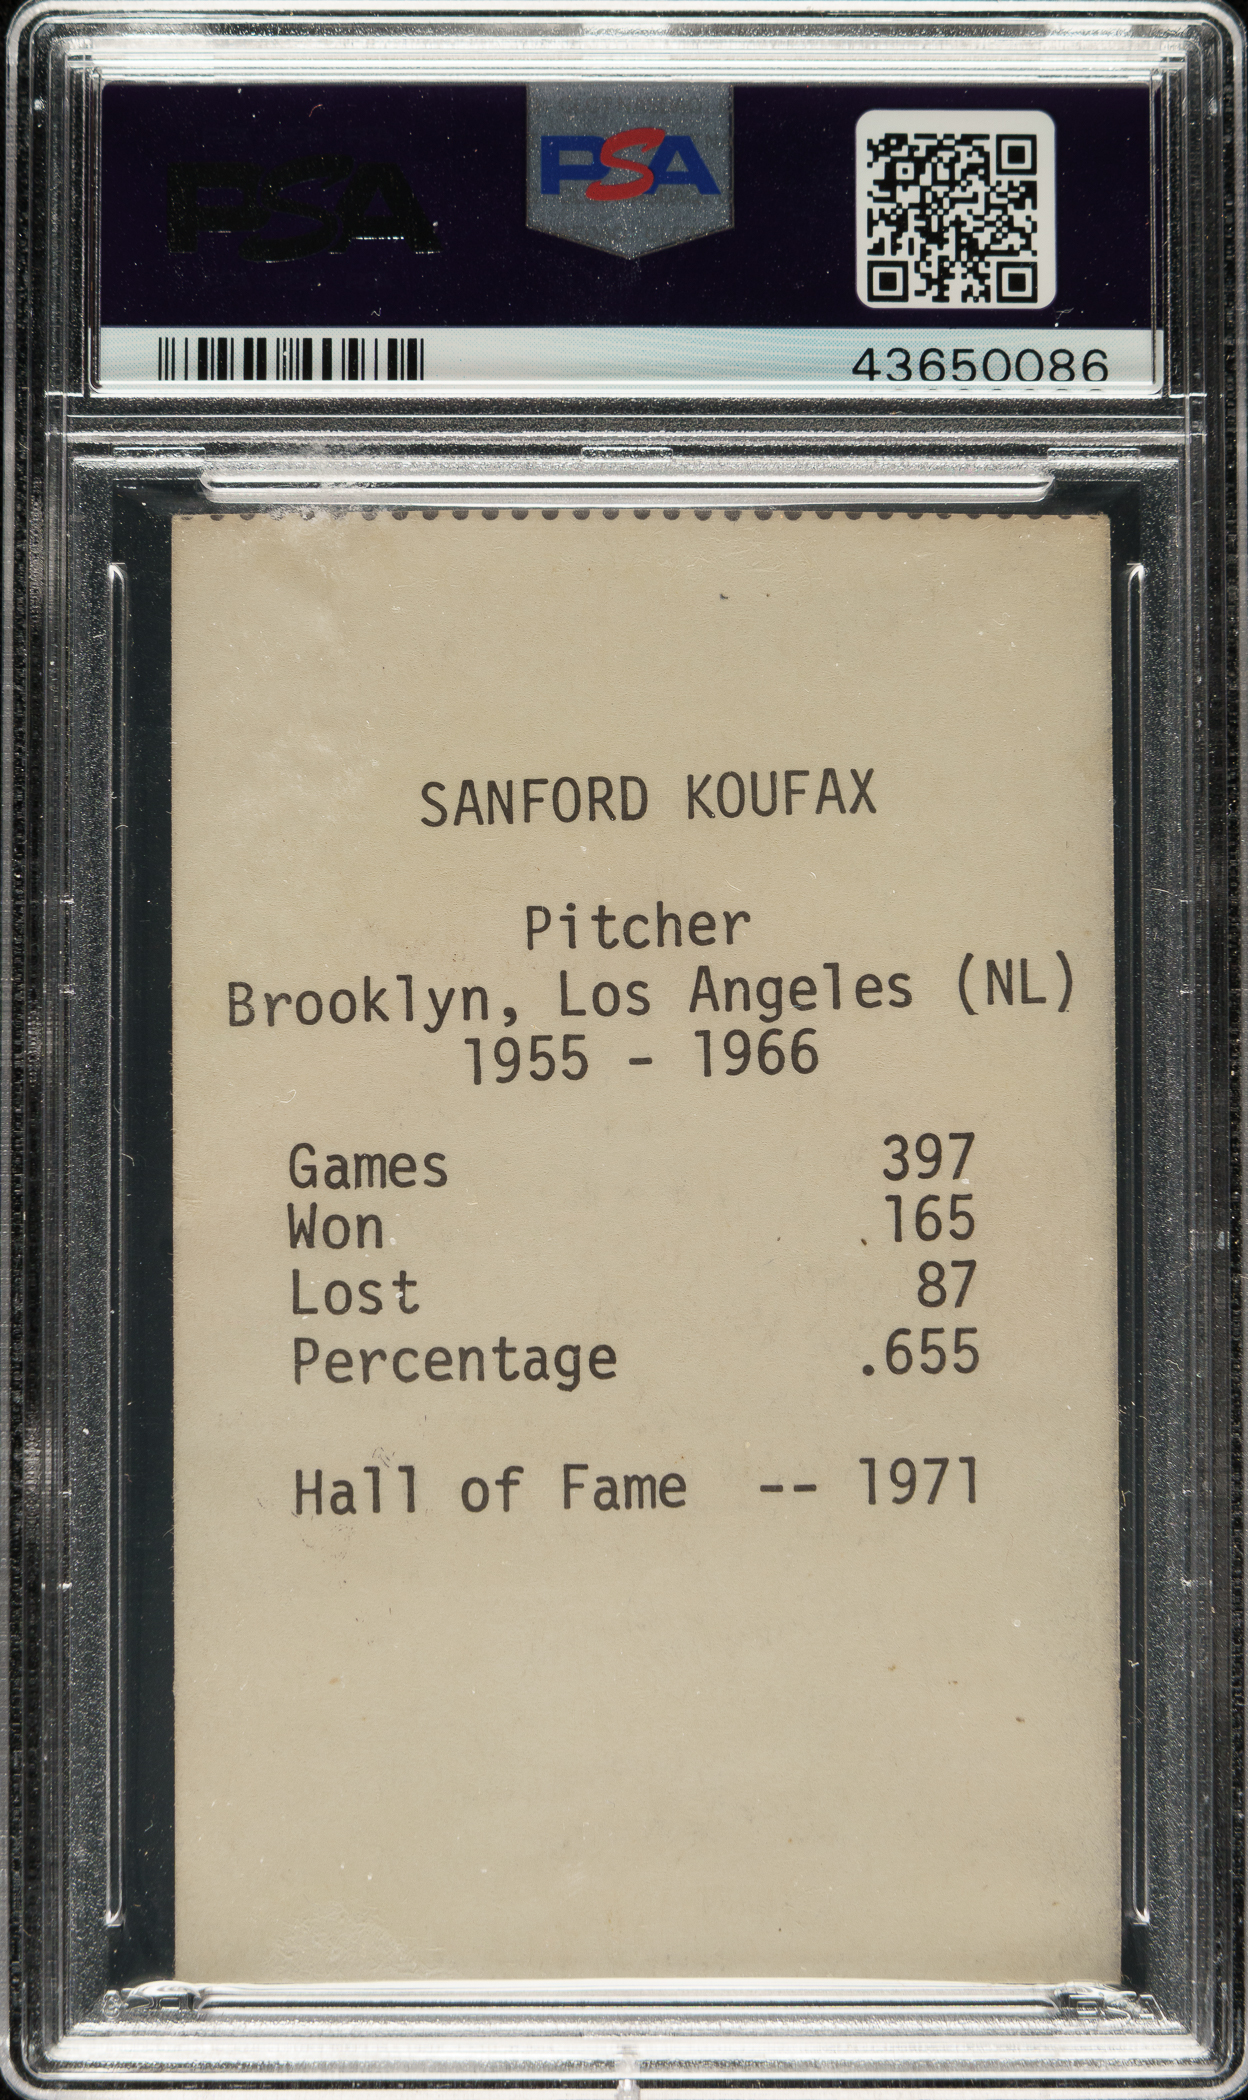 PSA
PSA
43650086
SANFORD KOUFAX
Pitcher
Brooklyn, Los Angeles (NL)
1955 - 1966
Games 397
Won 165
Lost 87
Percentage .655
Hall of Fame -- 1971
PSA